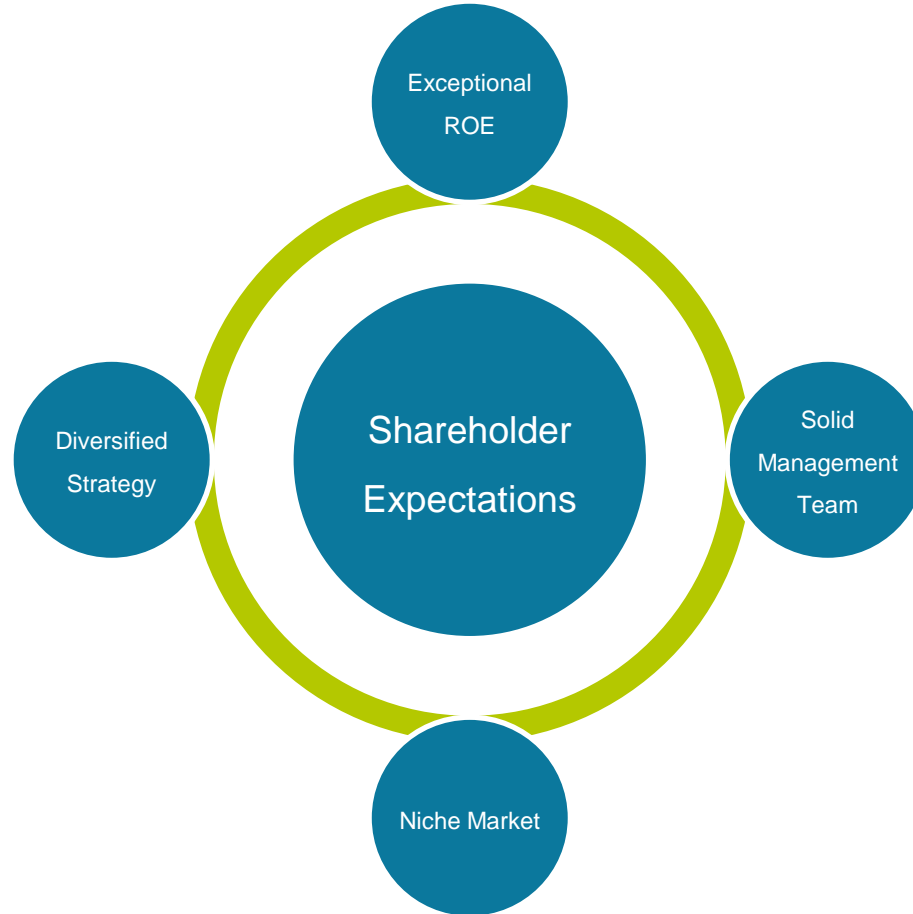 Exceptional
ROE
Diversified
Strategy
Shareholder
Expectations
Solid
Management
Team
Niche Market